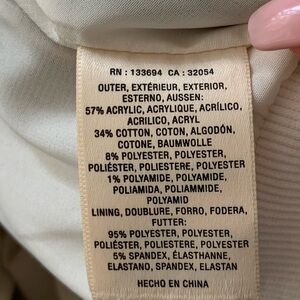 RN : 133694 CA : 32054
OUTER, EXTÉRIEUR, EXTERIOR,
ESTERNO, AUSSEN:
57% ACRYLIC, ACRYLIQUE, ACRÍLICO,
ACRILICO, ACRYL
34% COTTON, COTON, ALGODÓN,
COTONE, BAUMWOLLE
8% POLYESTER, POLYESTER,
POLIÉSTER, POLIESTERE, POLYESTER
1% POLYAMIDE, POLYAMIDE,
POLIAMIDA, POLIAMMIDE,
POLYAMID
LINING, DOUBLURE, FORRO, FODERA,
FUTTER:
95% POLYESTER, POLYESTER,
POLIÉSTER, POLIESTERE, POLYESTER
5% SPANDEX, ÉLASTHANNE,
ELASTANO, SPANDEX, ELASTAN
HECHO EN CHINA